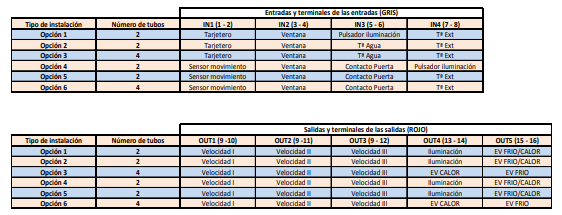 Entradas y terminales de las entradas (GRIS)
Tipo de instalación Número de tubos IN1 (1 - 2) IN2 (3 - 4) IN3 (5 - 6) IN4 (7 - 8)
Opción 1 2 Tarjetero Ventana Pulsador iluminación Tª Ext
Opción 2 2 Tarjetero Ventana Tª Agua Tª Ext
Opción 3 4 Tarjetero Ventana Tª Agua Tª Ext
Opción 4 2 Sensor movimiento Ventana Contacto Puerta Pulsador iluminación
Opción 5 2 Sensor movimiento Ventana Contacto Puerta Tª Ext
Opción 6 4 Sensor movimiento Ventana Contacto Puerta Tª Ext
Salidas y terminales de las salidas (ROJO)
Tipo de instalación Número de tubos OUT1 (9 -10) OUT2 (9 -11) OUT3 (9 - 12) OUT4 (13 - 14) OUT5 (15 - 16)
Opción 1 2 Velocidad I Velocidad II Velocidad III Iluminación EV FRIO/CALOR
Opción 2 2 Velocidad I Velocidad II Velocidad III Iluminación EV FRIO/CALOR
Opción 3 4 Velocidad I Velocidad II Velocidad III EV CALOR EV FRIO
Opción 4 2 Velocidad I Velocidad II Velocidad III Iluminación EV FRIO/CALOR
Opción 5 2 Velocidad I Velocidad II Velocidad III Iluminación EV FRIO/CALOR
Opción 6 4 Velocidad I Velocidad II Velocidad III EV CALOR EV FRIO